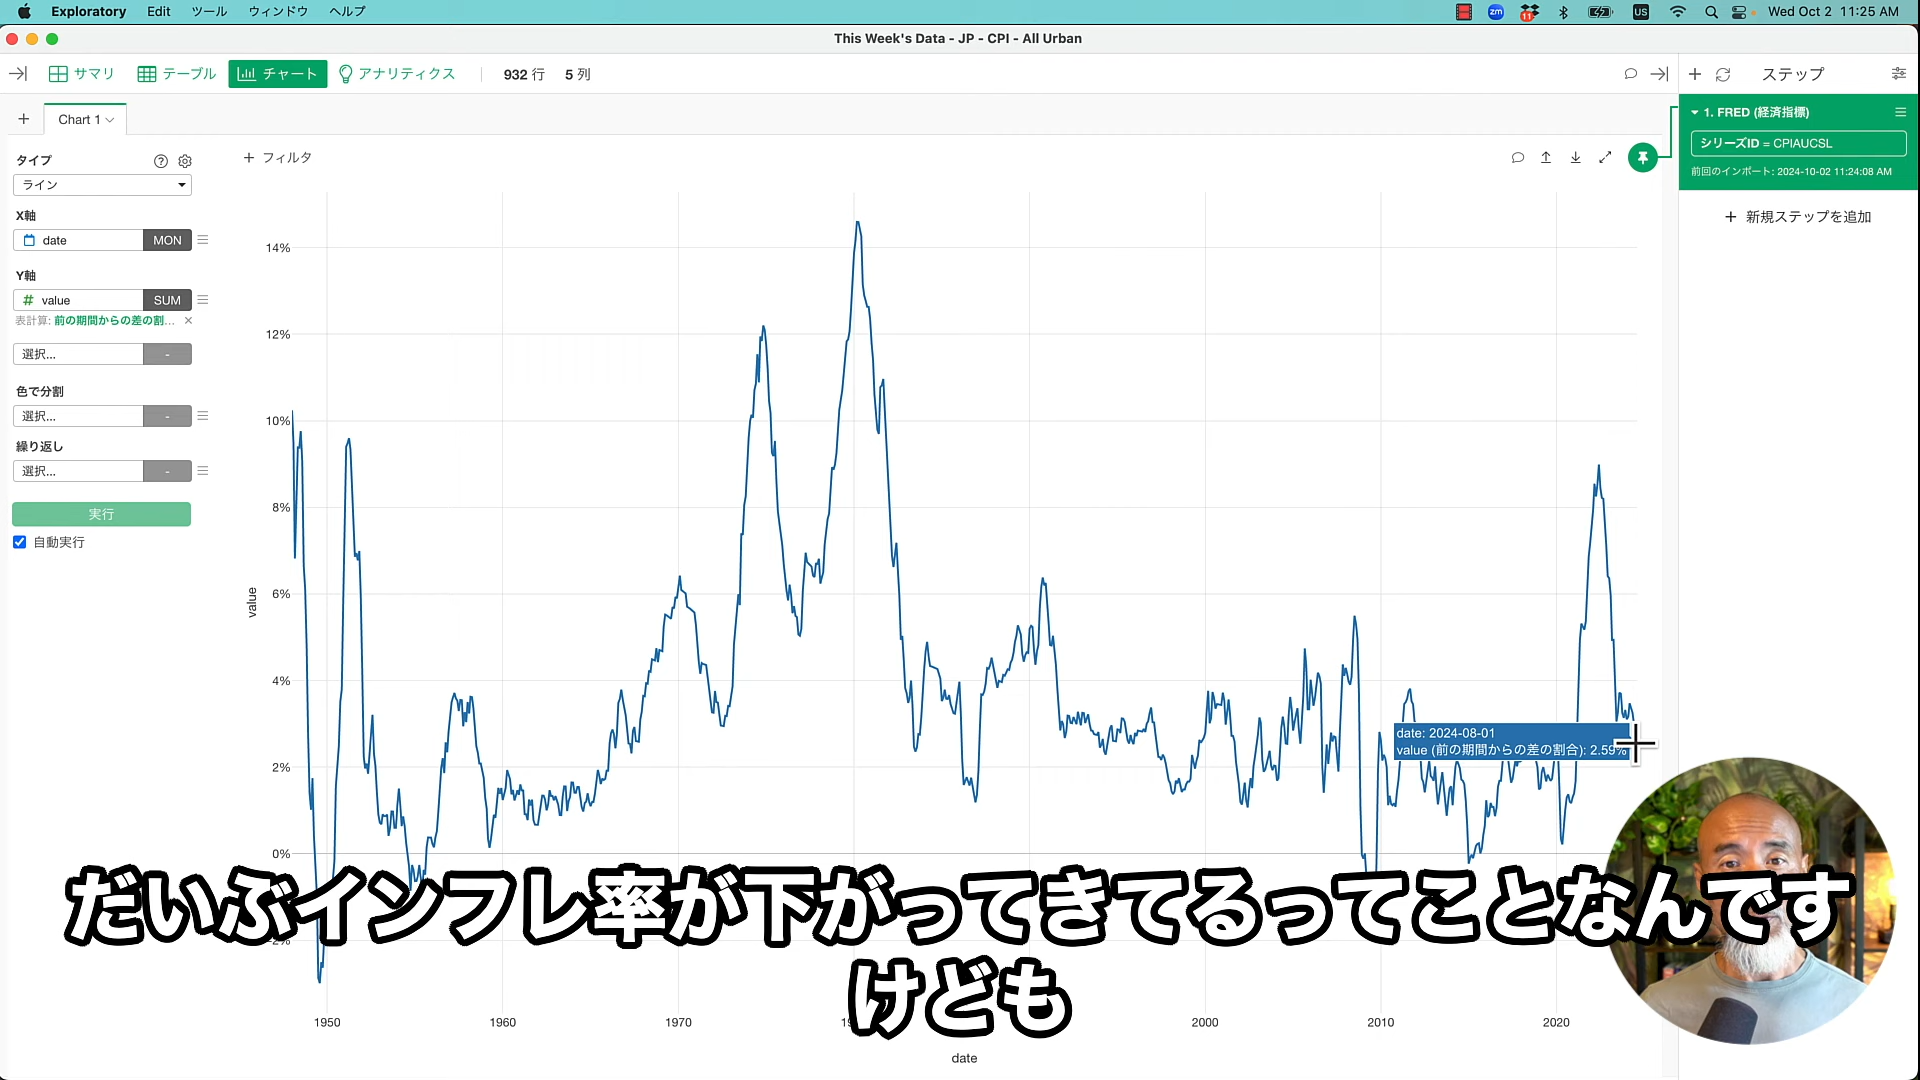 Exploratory Edit ツール ウィンドウ ヘルプ
zm 11 US Wed Oct 2 11:25 AM
This Week's Data - JP - CPI - All Urban
サマリ テーブル チャート アナリティクス 932 行 5 列
ステップ
Chart 1
1. FRED (経済指標)
シリーズID = CPIAUCSL
前回のインポート: 2024-10-02 11:24:08 AM
新規ステップを追加
フィルタ
タイプ
ライン
X軸
date MON
Y軸
value SUM
表計算: 前の期間からの差の割...
選択... -
色で分割
選択... -
繰り返し
選択... -
実行
自動実行
14%
12%
10%
8%
6%
4%
2%
0%
value
date: 2024-08-01
value (前の期間からの差の割合): 2.59%
だいぶインフレ率が下がってきてるってことなんです
けども
1950 1960 1970 2000 2010 2020
date